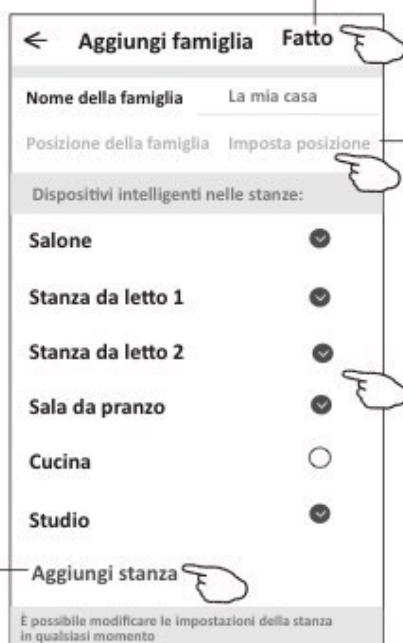 Aggiungi famiglia Fatto
Nome della famiglia La mia casa
Posizione della famiglia Imposta posizione
Dispositivi intelligenti nelle stanze:
Salone
Stanza da letto 1
Stanza da letto 2
Sala da pranzo
Cucina
Studio
Aggiungi stanza
È possibile modificare le impostazioni della stanza
in qualsiasi momento